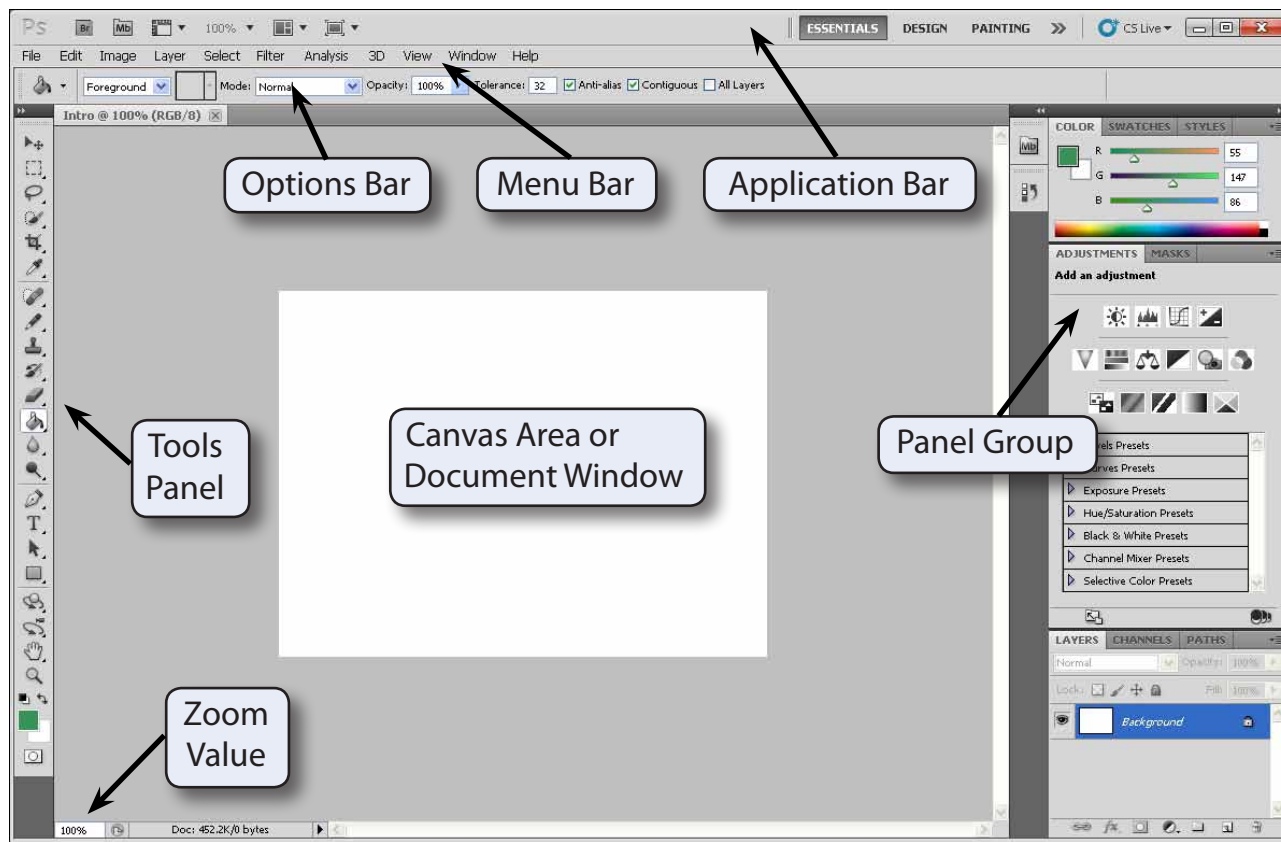 Ps Br Mb 100% ESSENTIALS DESIGN PAINTING CS Live
File Edit Image Layer Select Filter Analysis 3D View Window Help
Foreground Mode: Normal Opacity: 100% Tolerance: 32 Anti-alias Contiguous All Layers
Intro @ 100% (RGB/8)
COLOR SWATCHES STYLES
Mb
R 55
G 147
B 86
Options Bar
Menu Bar
Application Bar
ADJUSTMENTS MASKS
Add an adjustment
Tools
Panel
Canvas Area or
Document Window
Panel Group
Presets
Presets
Exposure Presets
Hue/Saturation Presets
Black & White Presets
Channel Mixer Presets
Selective Color Presets
LAYERS CHANNELS PATHS
Normal Opacity: 100%
Lock: Fill: 100%
Background
Zoom
Value
100% Doc: 452.2K/0 bytes
fx